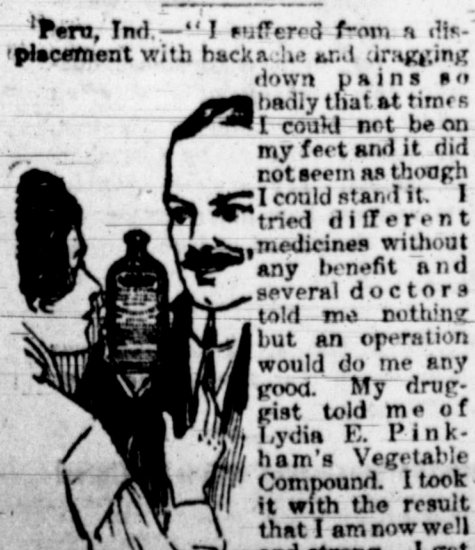 Peru, Ind.—"I suffered from a dis-
placement with backache and dragging
down pains so
badly that at times
I could not be on
my feet and it did
not seem as though
I could stand it. I
tried different
medicines without
any benefit and
several doctors
told me nothing
but an operation
would do me any
good. My drug-
gist told me of
Lydia E. Pink-
ham's Vegetable
Compound. I took
it with the result
that I am now well
and strong. I get